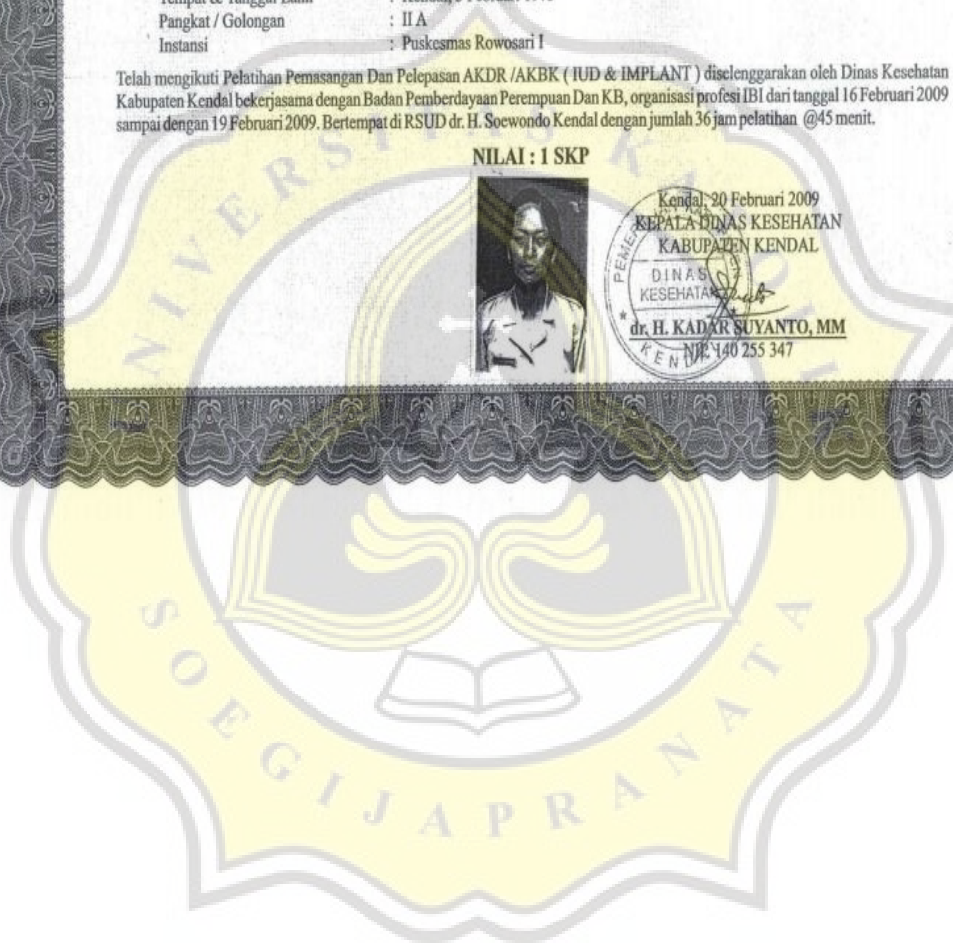 Pangkat / Golongan : II A
Instansi : Puskesmas Rowosari I
Telah mengikuti Pelatihan Pemasangan Dan Pelepasan AKDR /AKBK ( IUD & IMPLANT ) diselenggarakan oleh Dinas Kesehatan
Kabupaten Kendal bekerjasama dengan Badan Pemberdayaan Perempuan Dan KB, organisasi profesi IBI dari tanggal 16 Februari 2009
sampai dengan 19 Februari 2009. Bertempat di RSUD dr. H. Soewondo Kendal dengan jumlah 36 jam pelatihan @45 menit.
NILAI : 1 SKP
Kendal, 20 Februari 2009
KEPALA DINAS KESEHATAN
KABUPATEN KENDAL
DINAS
KESEHATAN
dr. H. KADAR SUYANTO, MM
NIP. 140 255 347
SOEGIJAPRANATA